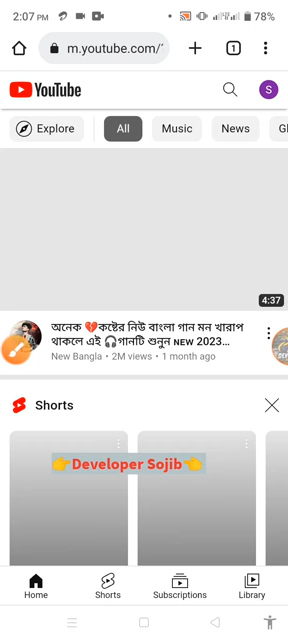 2:07 PM 78%
m.youtube.com/ 1
YouTube S
Explore All Music News
4:37
অনেক 💔কষ্টের নিউ বাংলা গান মন খারাপ
থাকলে এই 🎧গানটি শুনুন NEW 2023...
New Bangla • 2M views • 1 month ago
Shorts
👉Developer Sojib👈
Home Shorts Subscriptions Library